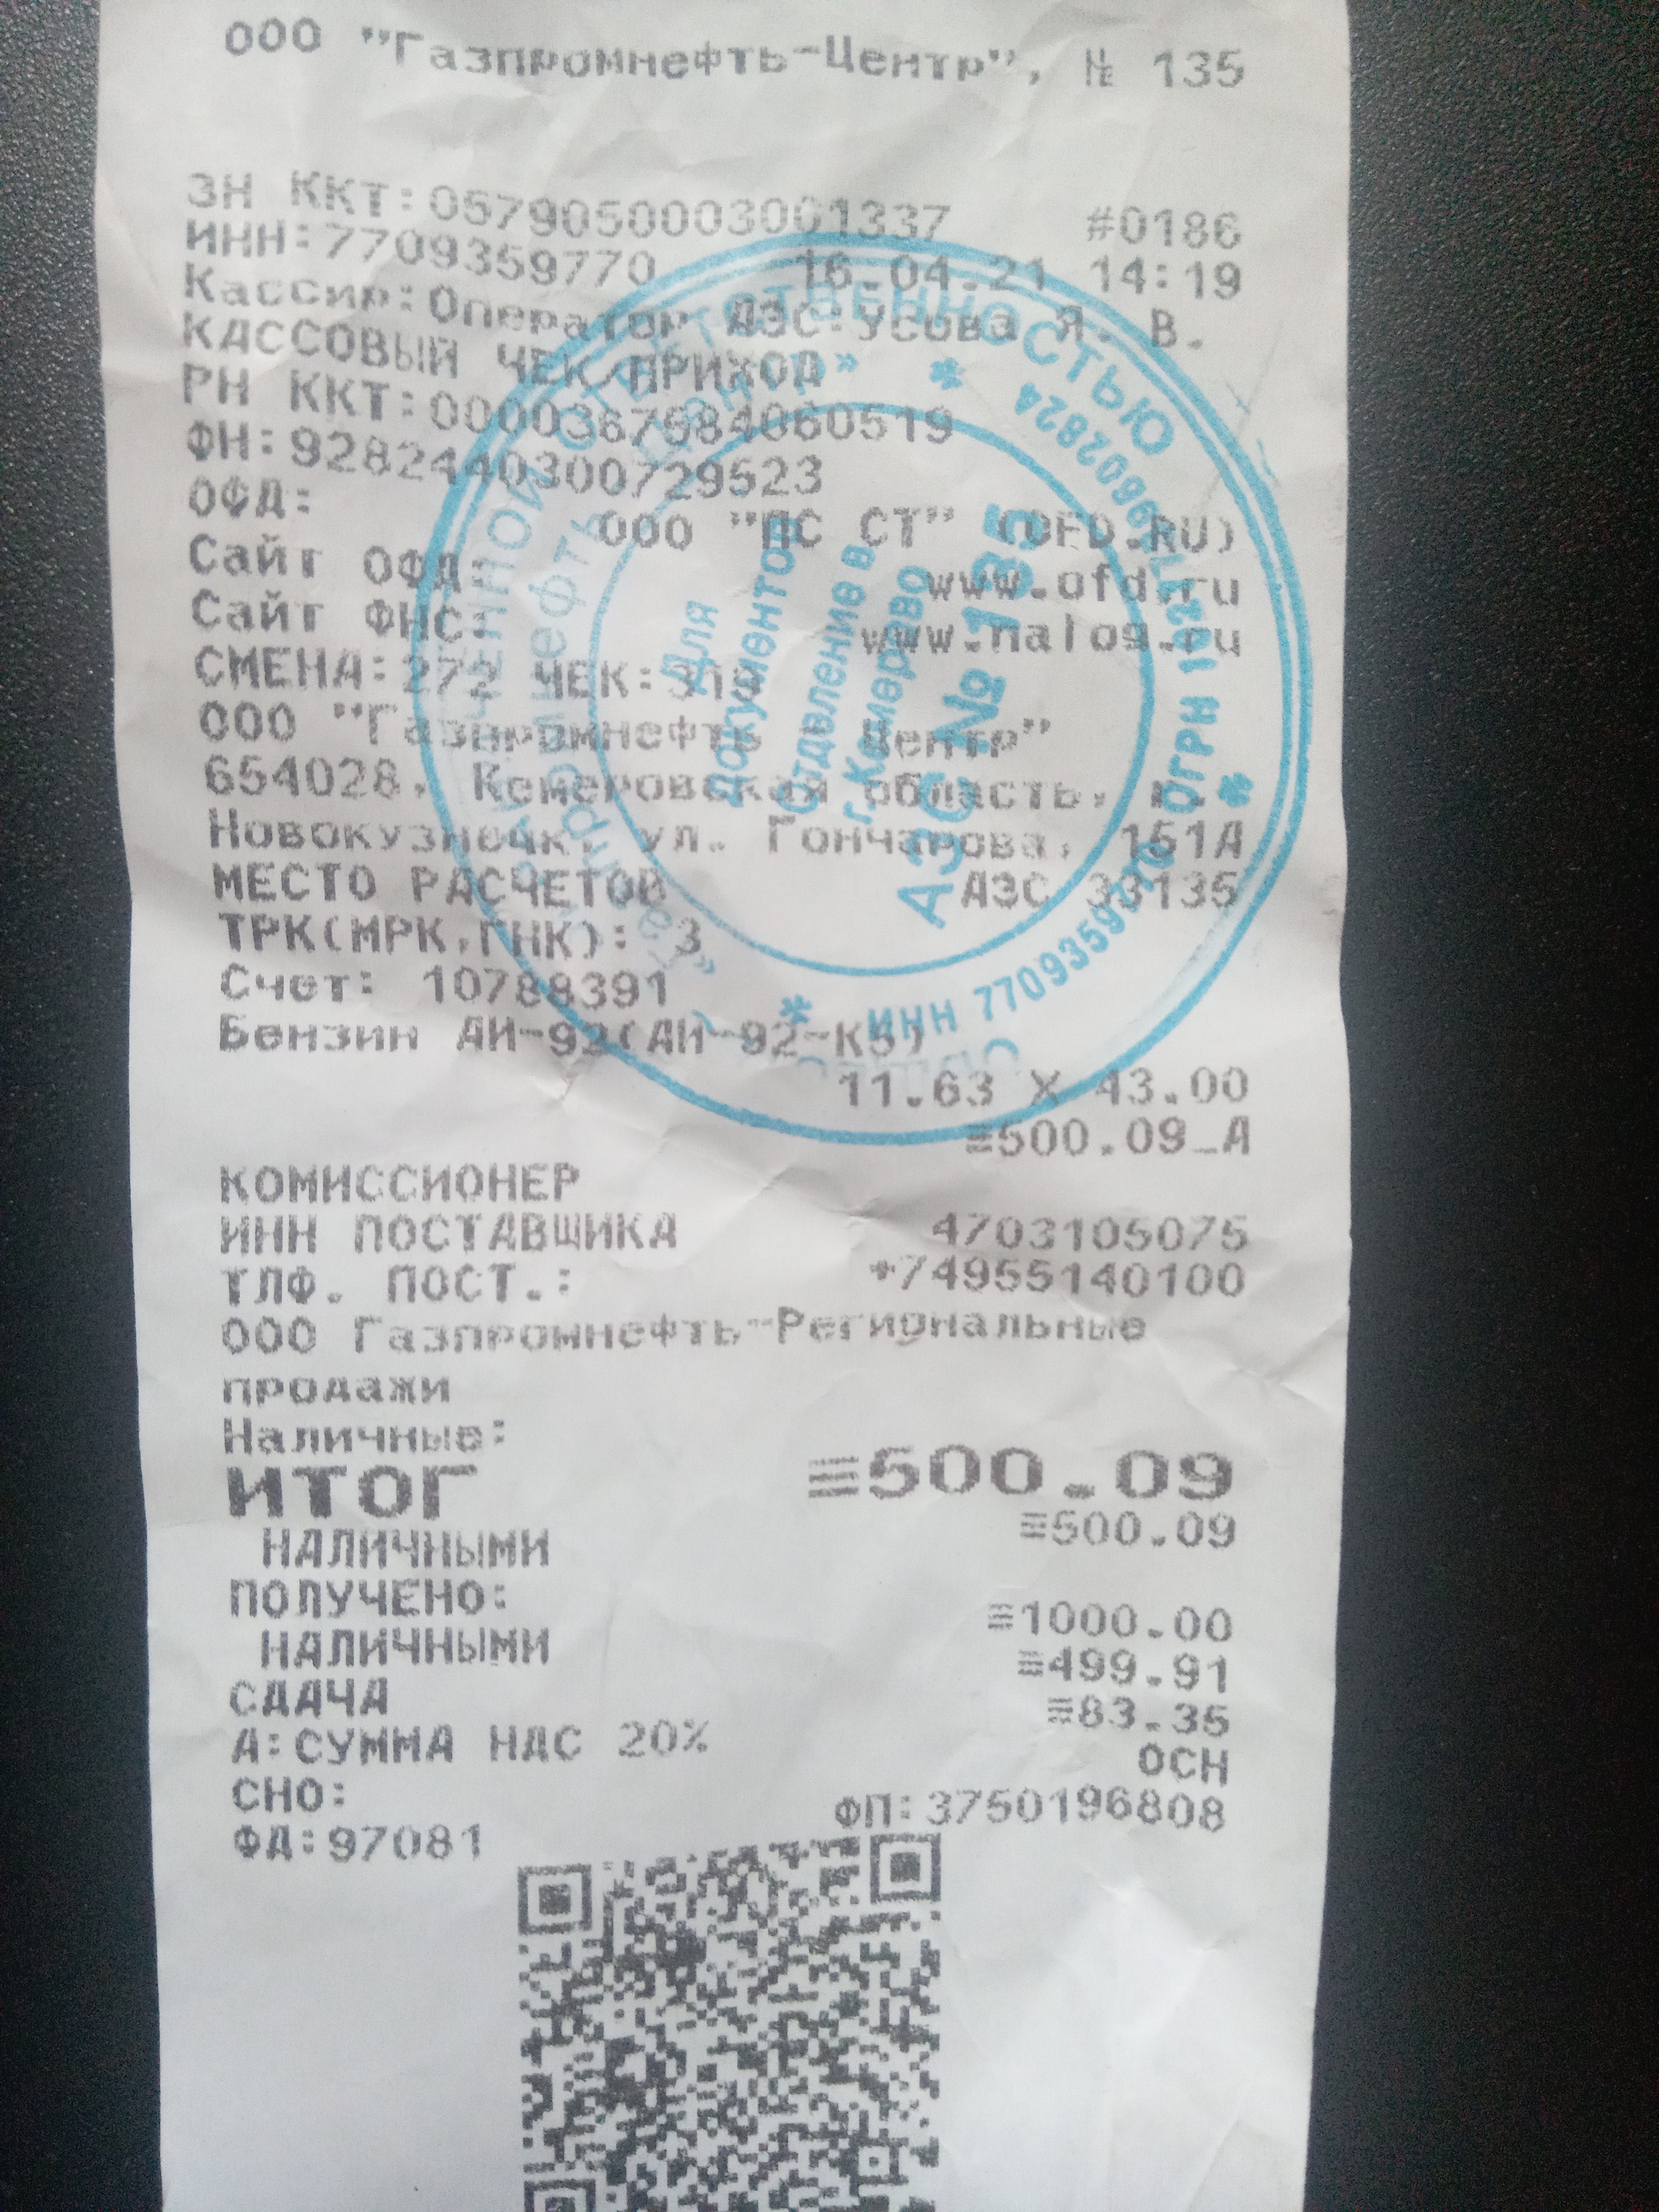 ООО "Газпромнефть-Центр", № 135
ЗН ККТ:0579050003001337 #0186
ИНН:7709359770 16.04.21 14:19
Кассир:Оператор АЗС:Усова Я. В.
КАССОВЫЙ ЧЕК/ПРИХОД
РН ККТ:0000367584060519
ФН:9282440300729523
ОФД: ООО "ПС СТ" (OFD.RU)
Сайт ОФД: www.ofd.ru
Сайт ФНС: www.nalog.ru
СМЕНА:272 ЧЕК:
ООО "Газпромнефть - Центр"
654028, Кемеровская область, г.
Новокузнецк, ул. Гончарова, 151А
МЕСТО РАСЧЕТОВ АЗС 33135
ТРК(МРК,ГНК): 3
Счет: 10788391
Бензин АИ-92(АИ-92-К5)
11.63 X 43.00
≡500.09_А
КОМИССИОНЕР
ИНН ПОСТАВЩИКА 4703105075
ТЛФ. ПОСТ.: +74955140100
ООО Газпромнефть-Региональные
продажи
Наличные:
ИТОГ ≡500.09
НАЛИЧНЫМИ ≡500.09
ПОЛУЧЕНО:
НАЛИЧНЫМИ ≡1000.00
СДАЧА ≡499.91
А:СУММА НДС 20% ≡83.35
СНО: ОСН
ФД:97081 ФП:3750196808
ОТВЕТСТВЕННОСТЬЮ
ОГРН 1027739602824
ИНН 7709359770
Для
документов
Отделение в
г.Кемерово
АЗС № 135